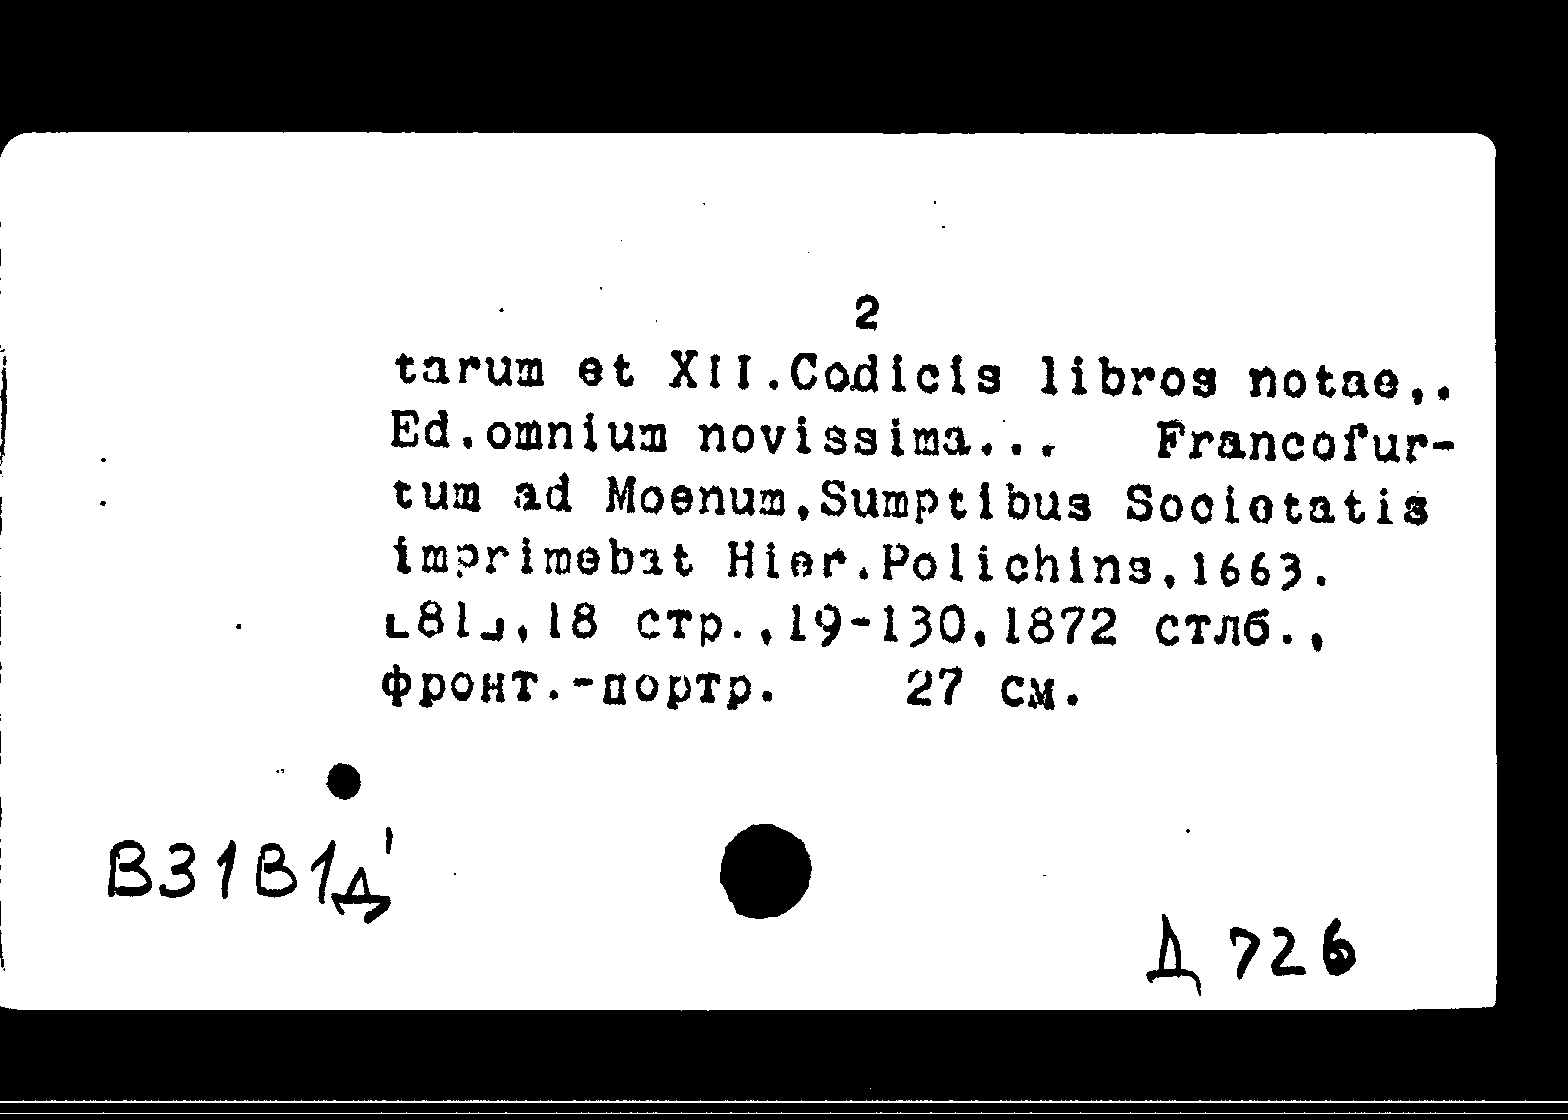 2
tarum et XII.Codicis libros notae,.
Ed.omnium novissima... Francofur-
tum ad Moenum,Sumptibus Societatis
imprimebat Hier.Polichins,1663.
⌞81⌟,18 стр.,19-130,1872 стлб.,
фронт.-портр. 27 см.
В31В1д'
Д 726